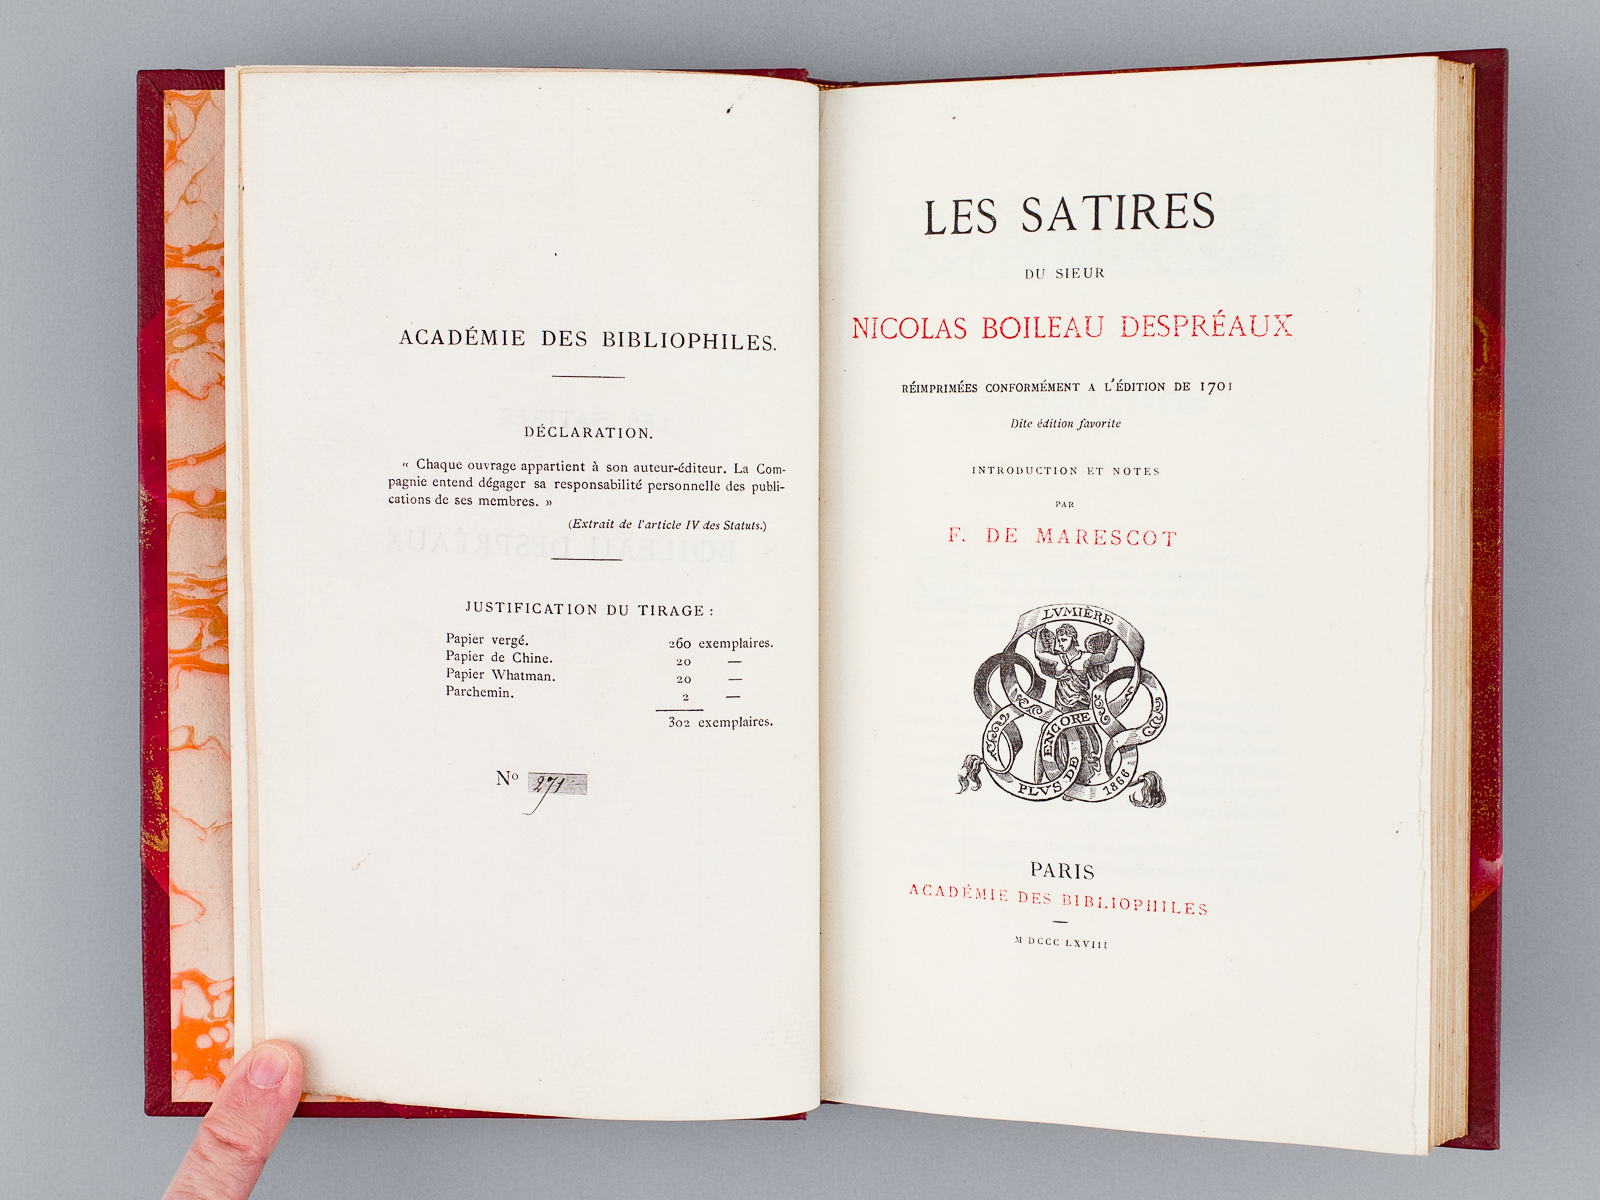 ACADÉMIE DES BIBLIOPHILES.
DÉCLARATION.
« Chaque ouvrage appartient à son auteur-éditeur. La Com-
pagnie entend dégager sa responsabilité personnelle des publi-
cations de ses membres. »
(Extrait de l'article IV des Statuts.)
JUSTIFICATION DU TIRAGE :
Papier vergé. 260 exemplaires.
Papier de Chine. 20 —
Papier Whatman. 20 —
Parchemin. 2 —
302 exemplaires.
Nº 271
LES SATIRES
DU SIEUR
NICOLAS BOILEAU DESPRÉAUX
RÉIMPRIMÉES CONFORMÉMENT A L'ÉDITION DE 1701
Dite édition favorite
INTRODUCTION ET NOTES
PAR
F. DE MARESCOT
LVMIÈRE
ENCORE
PLVS DE
1866
PARIS
ACADÉMIE DES BIBLIOPHILES
M DCCC LXVIII